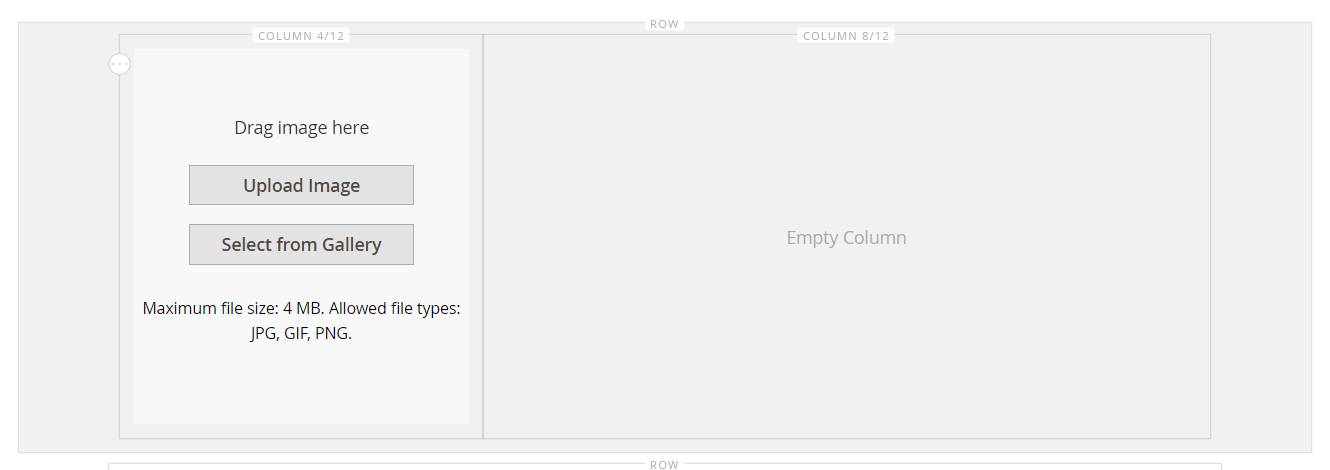 ROW
COLUMN 4/12
COLUMN 8/12
Drag image here
Upload Image
Select from Gallery
Empty Column
Maximum file size: 4 MB. Allowed file types:
JPG, GIF, PNG.
ROW